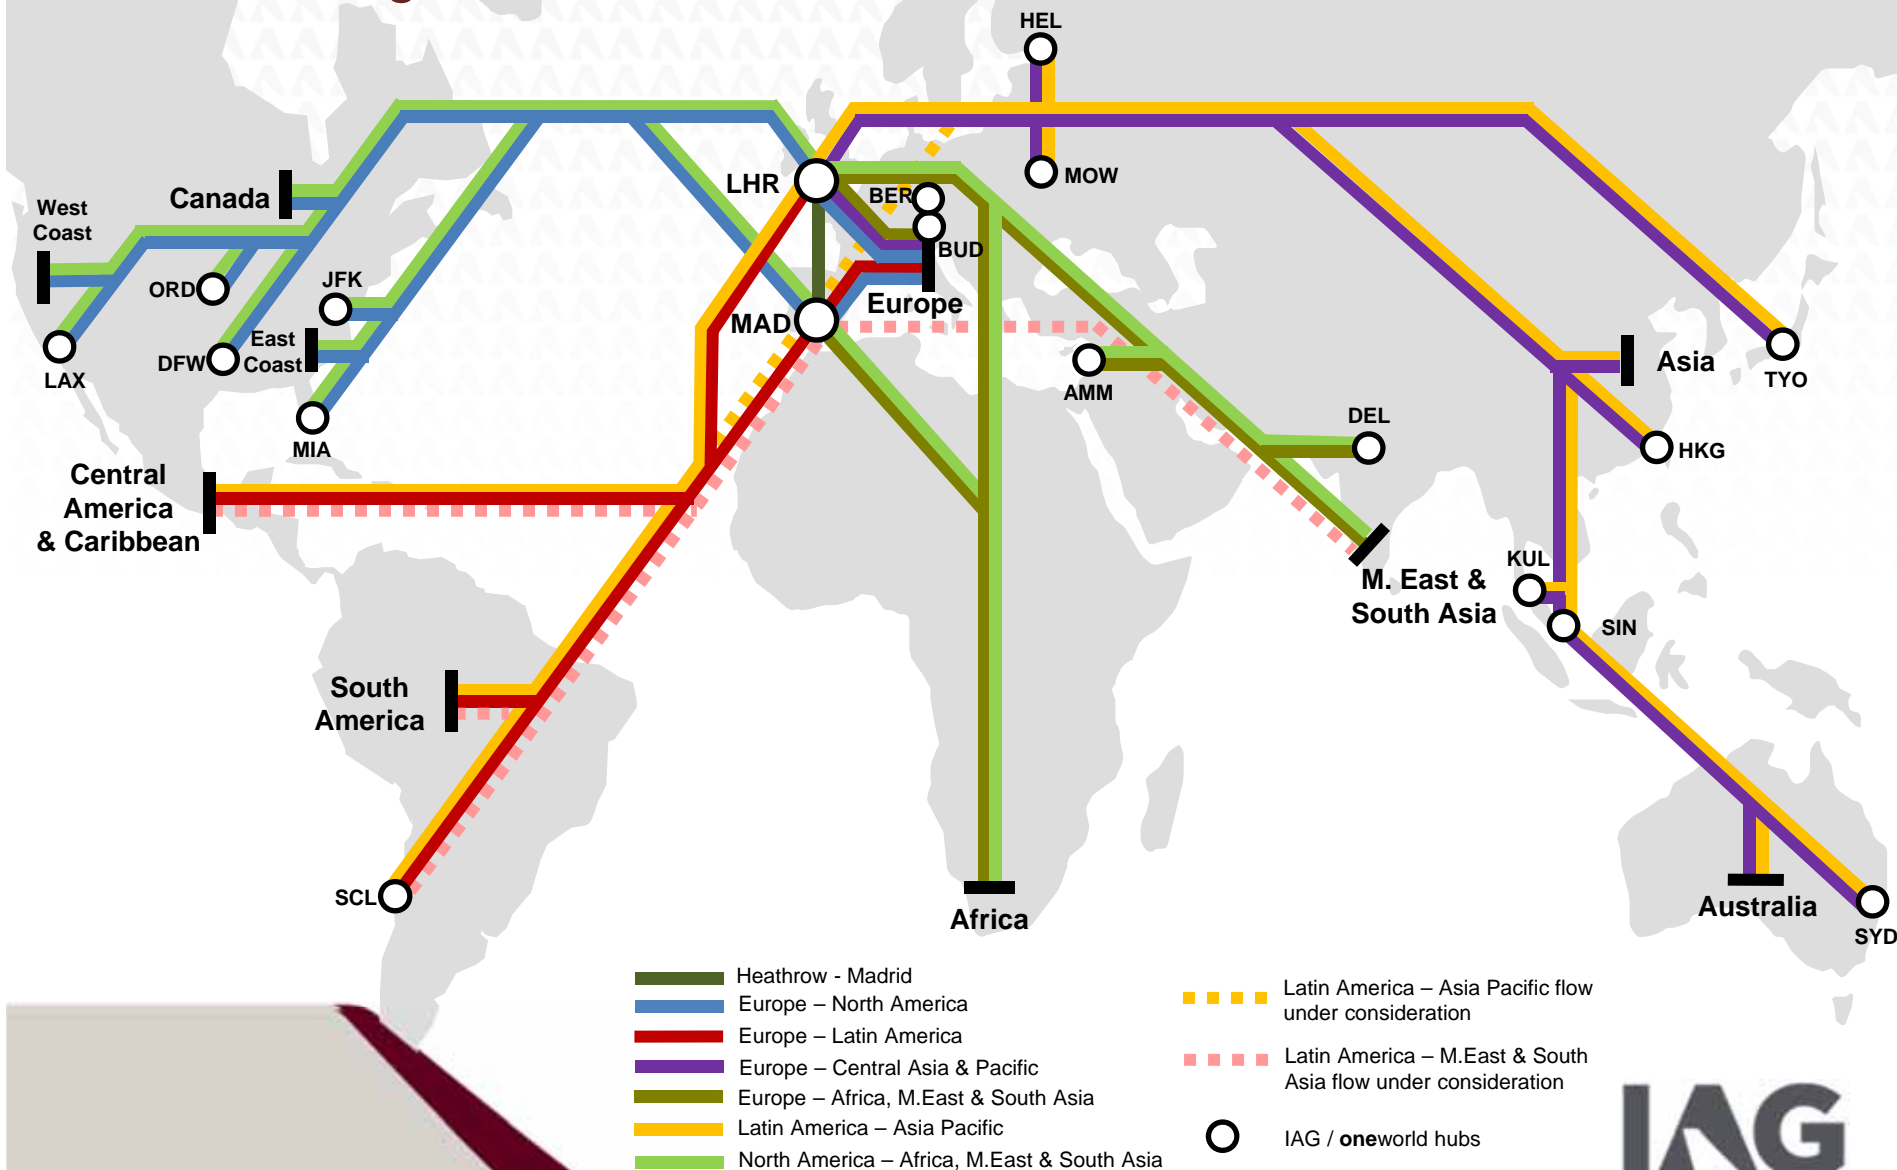 HEL
LHR
BER
MOW
BUD
Canada
West
Coast
ORD
JFK
Europe
MAD
East
Coast
DFW
LAX
MIA
AMM
Asia
TYO
DEL
HKG
Central
America
& Caribbean
KUL
M. East &
South Asia
SIN
South
America
SCL
Africa
Australia
SYD
Heathrow - Madrid
Europe – North America
Europe – Latin America
Europe – Central Asia & Pacific
Europe – Africa, M.East & South Asia
Latin America – Asia Pacific
North America – Africa, M.East & South Asia
Latin America – Asia Pacific flow
under consideration
Latin America – M.East & South
Asia flow under consideration
IAG / oneworld hubs
IAG